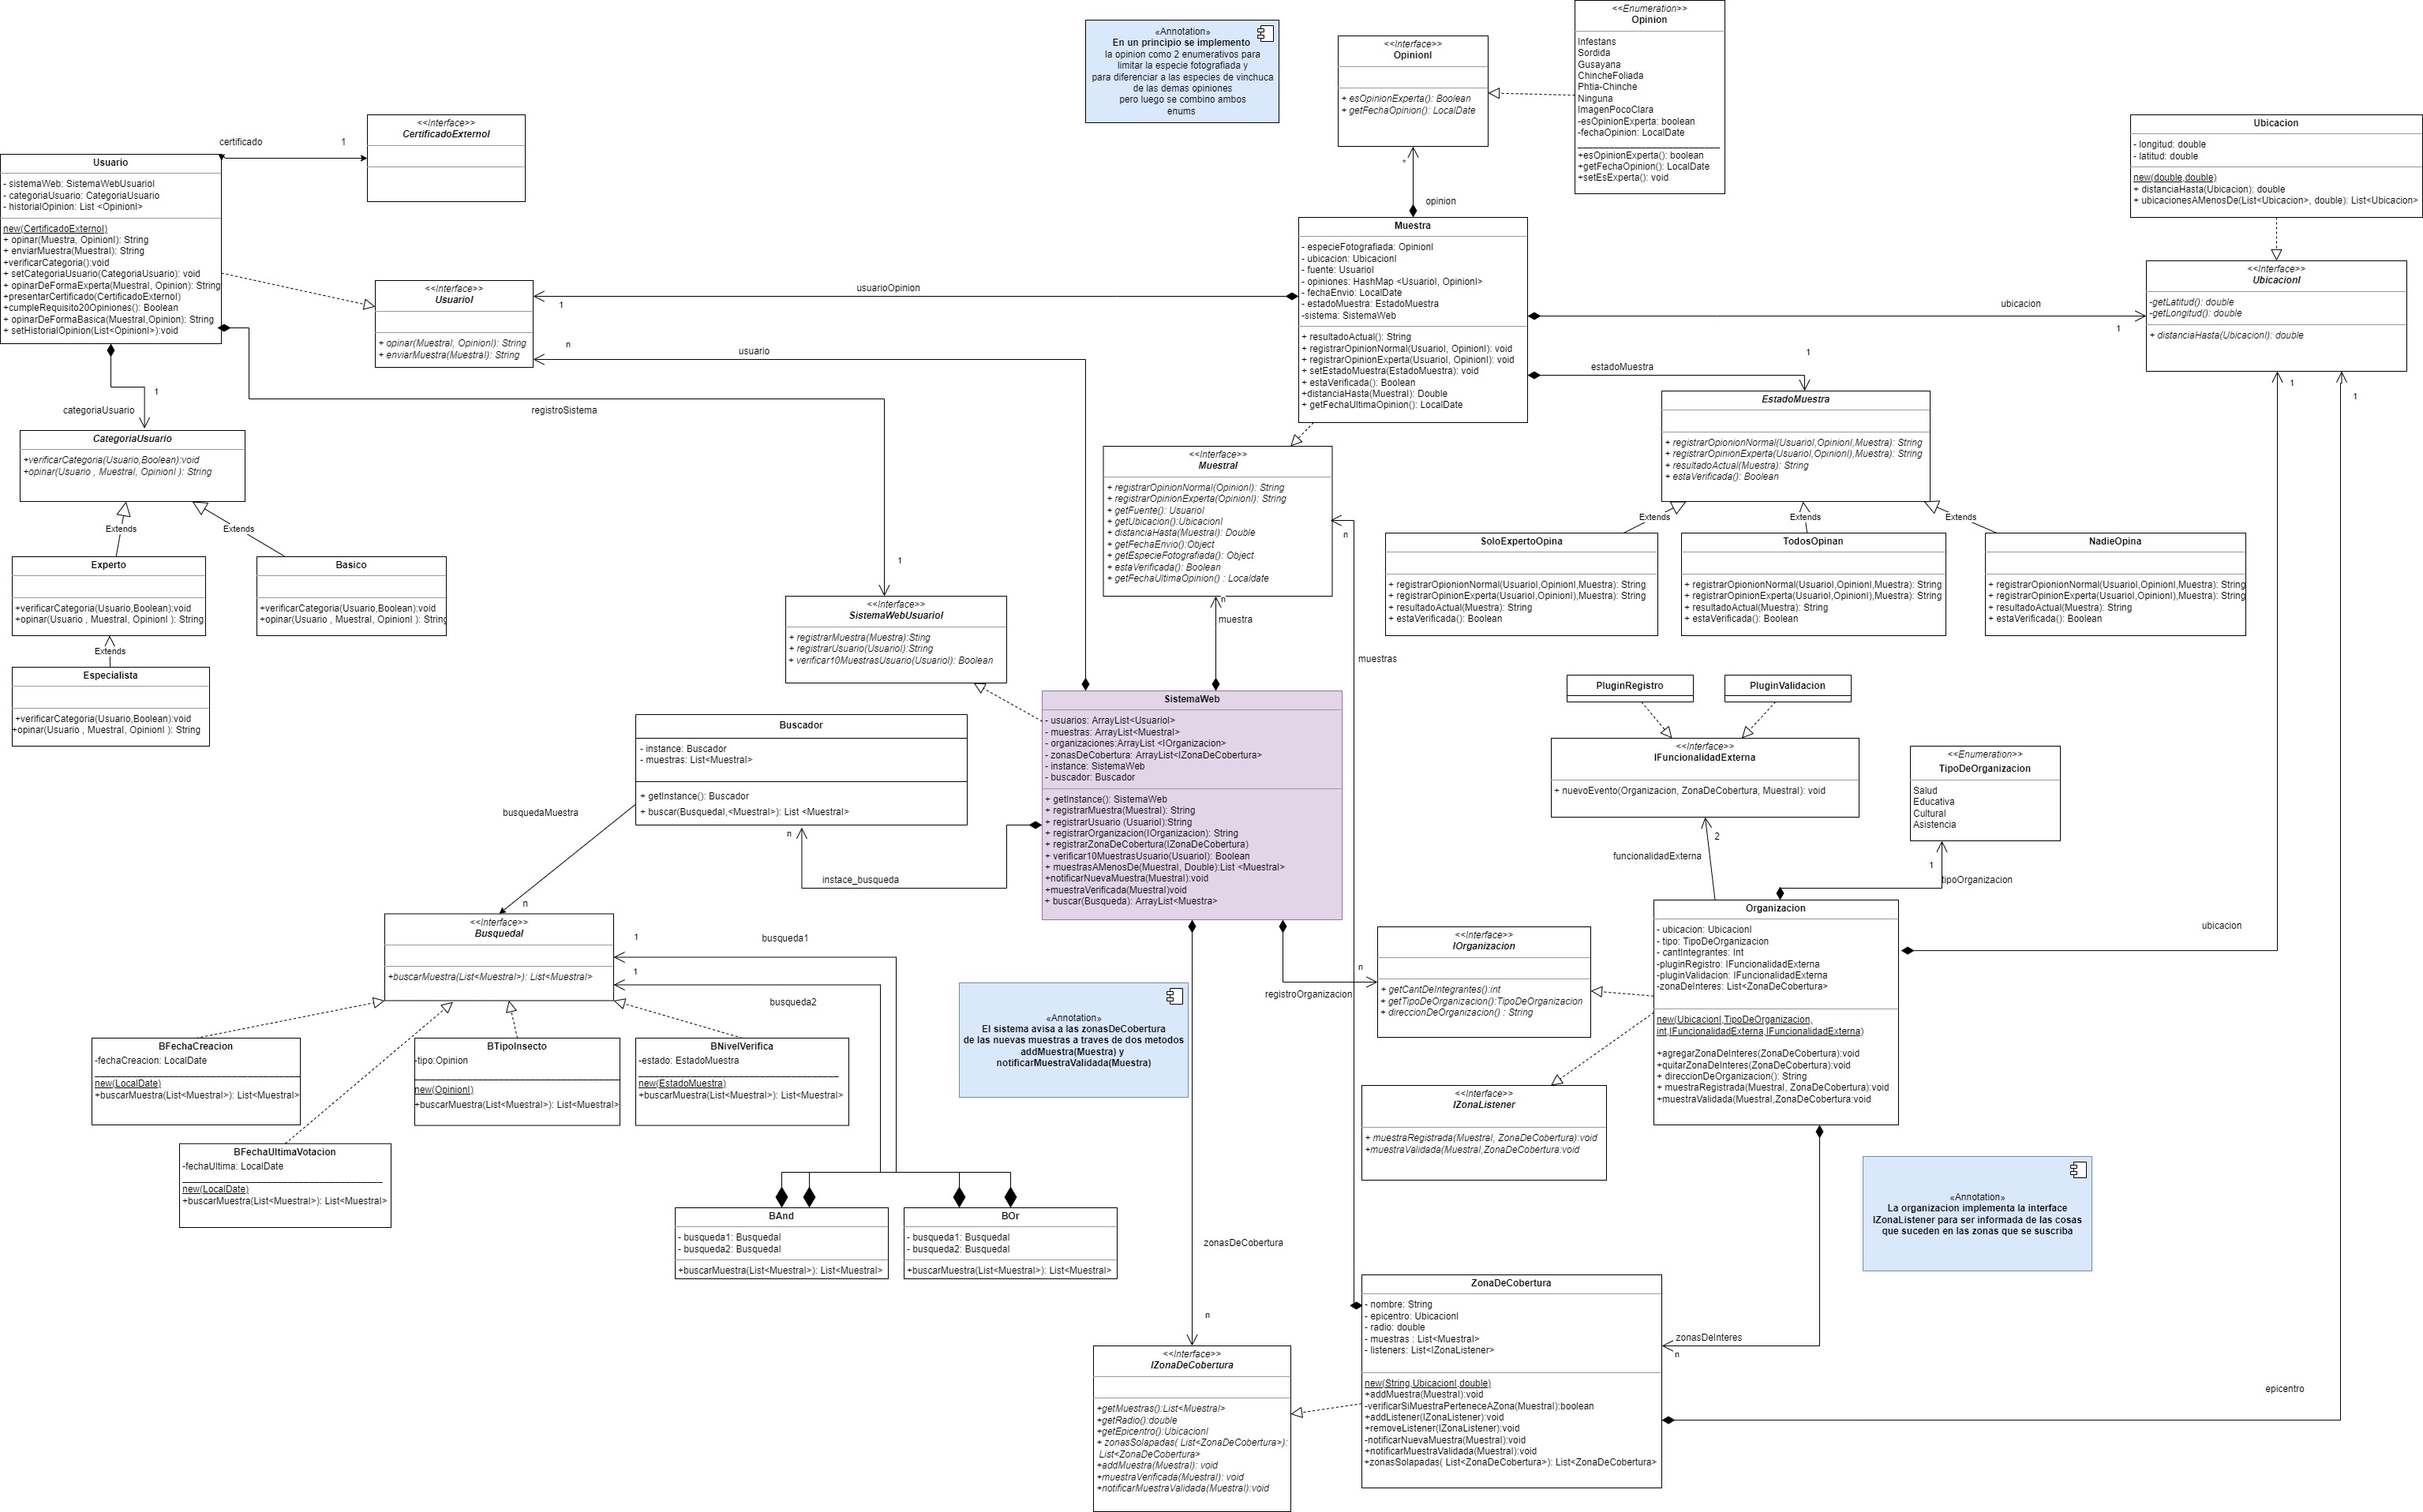 «Annotation»
En un principio se implemento
la opinion como 2 enumerativos para
limitar la especie fotografiada y
para diferenciar a las especies de vinchuca
de las demas opiniones
pero luego se combino ambos
enums
<<Interface>>
OpinionI
+ esOpinionExperta(): Boolean
+ getFechaOpinion(): LocalDate
<<Enumeration>>
Opinion
Infestans
Sordida
Gusayana
ChincheFoliada
Phtia-Chinche
Ninguna
ImagenPocoClara
-esOpinionExperta: boolean
-fechaOpinion: LocalDate
+esOpinionExperta(): boolean
+getFechaOpinion(): LocalDate
+setEsExperta(): void
Ubicacion
- longitud: double
- latitud: double
new(double,double)
+ distanciaHasta(Ubicacion): double
+ ubicacionesAMenosDe(List<Ubicacion>, double): List<Ubicacion>
certificado
1
<<Interface>>
CertificadoExternoI
Usuario
- sistemaWeb: SistemaWebUsuarioI
- categoriaUsuario: CategoriaUsuario
- historialOpinion: List <OpinionI>
new(CertificadoExternoI)
+ opinar(Muestra, OpinionI): String
+ enviarMuestra(MuestraI): String
+verificarCategoria():void
+ setCategoriaUsuario(CategoriaUsuario): void
+ opinarDeFormaExperta(MuestraI, Opinion): String
+presentarCertificado(CertificadoExternoI)
+cumpleRequisito20Opiniones(): Boolean
+ opinarDeFormaBasica(MuestraI,Opinion): String
+ setHistorialOpinion(List<OpinionI>):void
<<Interface>>
UsuarioI
+ opinar(MuestraI, OpinionI): String
+ enviarMuestra(MuestraI): String
usuarioOpinion
1
n
usuario
*
opinion
Muestra
- especieFotografiada: OpinionI
- ubicacion: UbicacionI
- fuente: UsuarioI
- opiniones: HashMap <UsuarioI, OpinionI>
- fechaEnvio: LocalDate
- estadoMuestra: EstadoMuestra
-sistema: SistemaWeb
+ resultadoActual(): String
+ registrarOpinionNormal(UsuarioI, OpinionI): void
+ registrarOpinionExperta(UsuarioI, OpinionI): void
+ setEstadoMuestra(EstadoMuestra): void
+ estaVerificada(): Boolean
+distanciaHasta(MuestraI): Double
+ getFechaUltimaOpinion(): LocalDate
ubicacion
1
<<Interface>>
UbicacionI
-getLatitud(): double
-getLongitud(): double
+ distanciaHasta(UbicacionI): double
1
1
estadoMuestra
1
EstadoMuestra
+ registrarOpionionNormal(UsuarioI,OpinionI,Muestra): String
+ registrarOpinionExperta(UsuarioI,OpinionI),Muestra): String
+ resultadoActual(Muestra): String
+ estaVerificada(): Boolean
Extends
Extends
Extends
SoloExpertoOpina
+ registrarOpionionNormal(UsuarioI,OpinionI,Muestra): String
+ registrarOpinionExperta(UsuarioI,OpinionI),Muestra): String
+ resultadoActual(Muestra): String
+ estaVerificada(): Boolean
TodosOpinan
+ registrarOpionionNormal(UsuarioI,OpinionI,Muestra): String
+ registrarOpinionExperta(UsuarioI,OpinionI),Muestra): String
+ resultadoActual(Muestra): String
+ estaVerificada(): Boolean
NadieOpina
+ registrarOpionionNormal(UsuarioI,OpinionI,Muestra): String
+ registrarOpinionExperta(UsuarioI,OpinionI),Muestra): String
+ resultadoActual(Muestra): String
+ estaVerificada(): Boolean
categoriaUsuario
1
registroSistema
1
CategoriaUsuario
+verificarCategoria(Usuario,Boolean):void
+opinar(Usuario , MuestraI, OpinionI ): String
Extends
Extends
Experto
+verificarCategoria(Usuario,Boolean):void
+opinar(Usuario , MuestraI, OpinionI ): String
Basico
+verificarCategoria(Usuario,Boolean):void
+opinar(Usuario , MuestraI, OpinionI ): String
Extends
Especialista
+verificarCategoria(Usuario,Boolean):void
+opinar(Usuario , MuestraI, OpinionI ): String
<<Interface>>
MuestraI
+ registrarOpinionNormal(OpinionI): String
+ registrarOpinionExperta(OpinionI): String
+ getFuente(): UsuarioI
+ getUbicacion():UbicacionI
+ distanciaHasta(MuestraI): Double
+ getFechaEnvio():Object
+ getEspecieFotografiada(): Object
+ estaVerificada(): Boolean
+ getFechaUltimaOpinion() : Localdate
n
muestra
n
muestras
<<Interface>>
SistemaWebUsuarioI
+ registrarMuestra(Muestra):Sting
+ registrarUsuario(UsuarioI):String
+ verificar10MuestrasUsuario(UsuarioI): Boolean
SistemaWeb
- usuarios: ArrayList<UsuarioI>
- muestras: ArrayList<MuestraI>
- organizaciones:ArrayList <IOrganizacion>
- zonasDeCobertura: ArrayList<IZonaDeCobertura>
- instance: SistemaWeb
- buscador: Buscador
+ getInstance(): SistemaWeb
+ registrarMuestra(MuestraI): String
+ registrarUsuario (UsuarioI):String
+ registrarOrganizacion(IOrganizacion): String
+ registrarZonaDeCobertura(IZonaDeCobertura)
+ verificar10MuestrasUsuario(UsuarioI): Boolean
+ muestrasAMenosDe(MuestraI, Double):List <MuestraI>
+notificarNuevaMuestra(MuestraI):void
+muestraVerificada(MuestraI)void
+ buscar(Busqueda): ArrayList<Muestra>
Buscador
- instance: Buscador
- muestras: List<MuestraI>
+ getInstance(): Buscador
+ buscar(BusquedaI,<MuestraI>): List <MuestraI>
n
instace_busqueda
busquedaMuestra
n
PluginRegistro
PluginValidacion
<<Interface>>
IFuncionalidadExterna
+ nuevoEvento(Organizacion, ZonaDeCobertura, MuestraI): void
<<Enumeration>>
TipoDeOrganizacion
Salud
Educativa
Cultural
Asistencia
2
funcionalidadExterna
1
tipoOrganizacion
Organizacion
- ubicacion: UbicacionI
- tipo: TipoDeOrganizacion
- cantIntegrantes: Int
-pluginRegistro: IFuncionalidadExterna
-pluginValidacion: IFuncionalidadExterna
-zonaDeInteres: List<ZonaDeCobertura>
new(UbicacionI,TipoDeOrganizacion,
int,IFuncionalidadExterna,IFuncionalidadExterna)
+agregarZonaDeInteres(ZonaDeCobertura):void
+quitarZonaDeInteres(ZonaDeCobertura):void
+ direccionDeOrganizacion(): String
+ muestraRegistrada(MuestraI, ZonaDeCobertura):void
+muestraValidada(MuestraI,ZonaDeCobertura:void
ubicacion
<<Interface>>
BusquedaI
+buscarMuestra(List<MuestraI>): List<MuestraI>
1
busqueda1
1
busqueda2
BFechaCreacion
-fechaCreacion: LocalDate
new(LocalDate)
+buscarMuestra(List<MuestraI>): List<MuestraI>
BTipoInsecto
-tipo:Opinion
new(OpinionI)
+buscarMuestra(List<MuestraI>): List<MuestraI>
BNivelVerifica
-estado: EstadoMuestra
new(EstadoMuestra)
+buscarMuestra(List<MuestraI>): List<MuestraI>
BFechaUltimaVotacion
-fechaUltima: LocalDate
new(LocalDate)
+buscarMuestra(List<MuestraI>): List<MuestraI>
BAnd
- busqueda1: BusquedaI
- busqueda2: BusquedaI
+buscarMuestra(List<MuestraI>): List<MuestraI>
BOr
- busqueda1: BusquedaI
- busqueda2: BusquedaI
+buscarMuestra(List<MuestraI>): List<MuestraI>
«Annotation»
El sistema avisa a las zonasDeCobertura
de las nuevas muestras a traves de dos metodos
addMuestra(Muestra) y
notificarMuestraValidada(Muestra)
n
registroOrganizacion
<<Interface>>
IOrganizacion
+ getCantDeIntegrantes():int
+ getTipoDeOrganizacion():TipoDeOrganizacion
+ direccionDeOrganizacion() : String
<<Interface>>
IZonaListener
+ muestraRegistrada(MuestraI, ZonaDeCobertura):void
+muestraValidada(MuestraI,ZonaDeCobertura:void
«Annotation»
La organizacion implementa la interface
IZonaListener para ser informada de las cosas
que suceden en las zonas que se suscriba
zonasDeCobertura
n
<<Interface>>
IZonaDeCobertura
+getMuestras():List<MuestraI>
+getRadio():double
+getEpicentro():UbicacionI
+ zonasSolapadas( List<ZonaDeCobertura>):
List<ZonaDeCobertura>
+addMuestra(MuestraI): void
+muestraVerificada(MuestraI): void
+notificarMuestraValidada(MuestraI):void
ZonaDeCobertura
- nombre: String
- epicentro: UbicacionI
- radio: double
- muestras : List<MuestraI>
- listeners: List<IZonaListener>
new(String,UbicacionI,double)
+addMuestra(MuestraI):void
-verificarSiMuestraPerteneceAZona(MuestraI):boolean
+addListener(IZonaListener):void
+removeListener(IZonaListener):void
-notificarNuevaMuestra(MuestraI):void
+notificarMuestraValidada(MuestraI):void
+zonasSolapadas( List<ZonaDeCobertura>): List<ZonaDeCobertura>
zonasDeInteres
n
epicentro